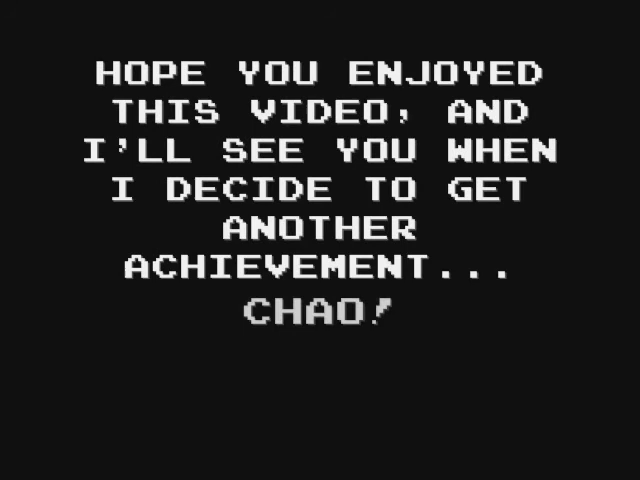 HOPE YOU ENJOYED
THIS VIDEO, AND
I'LL SEE YOU WHEN
I DECIDE TO GET
ANOTHER
ACHIEVEMENT...
CHAO!